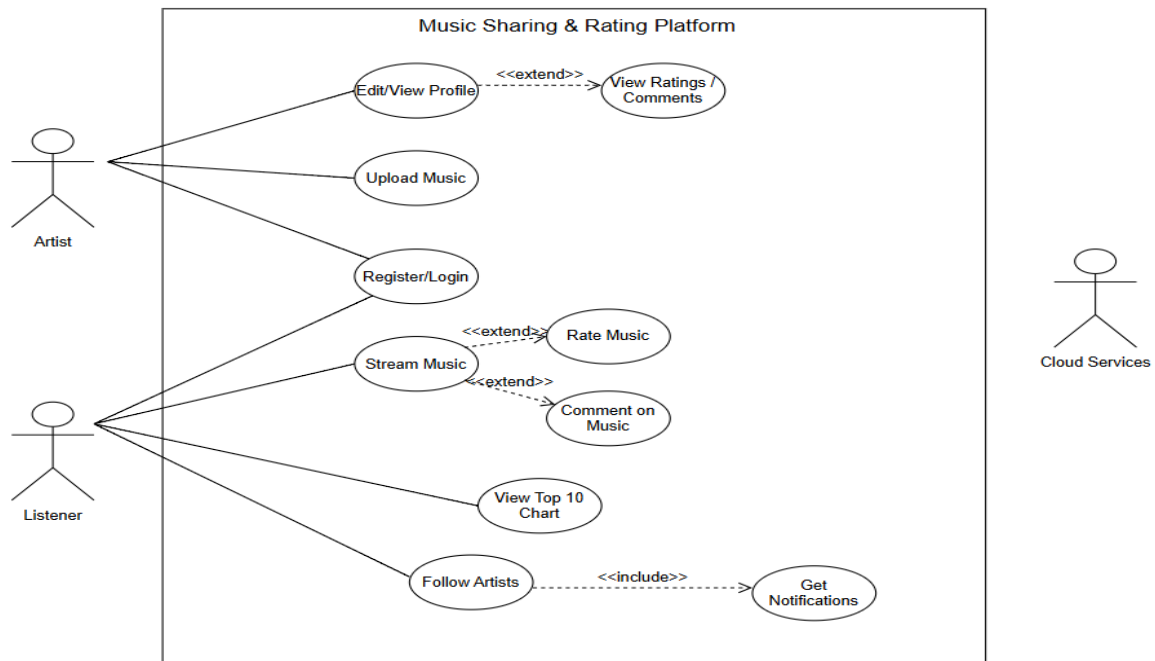 Music Sharing & Rating Platform
<<extend>>
Edit/View Profile
View Ratings /
Comments
Upload Music
Artist
Register/Login
<<extend>>
Rate Music
Stream Music
Cloud Services
<<extend>>
Comment on
Music
View Top 10
Chart
Listener
<<include>>
Follow Artists
Get
Notifications